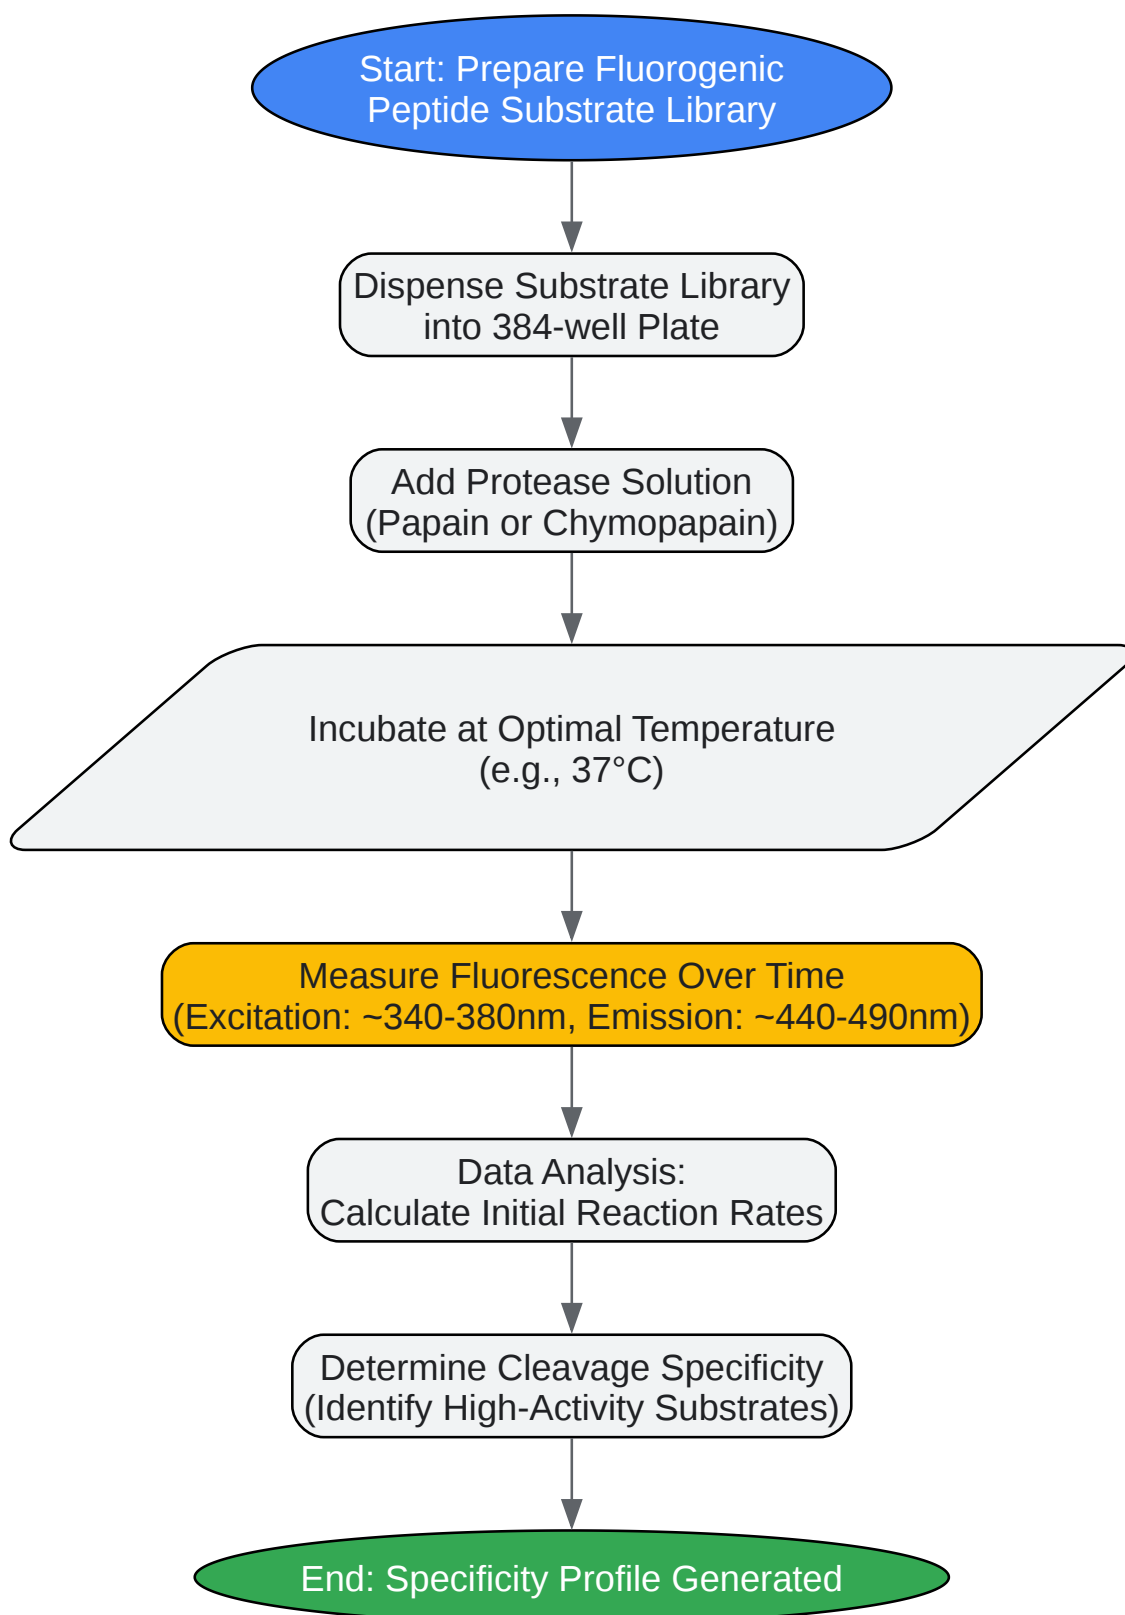 Start: Prepare Fluorogenic
Peptide Substrate Library
Dispense Substrate Library
into 384-well Plate
Add Protease Solution
(Papain or Chymopapain)
Incubate at Optimal Temperature
(e.g., 37°C)
Measure Fluorescence Over Time
(Excitation: ~340-380nm, Emission: ~440-490nm)
Data Analysis:
Calculate Initial Reaction Rates
Determine Cleavage Specificity
(Identify High-Activity Substrates)
End: Specificity Profile Generated